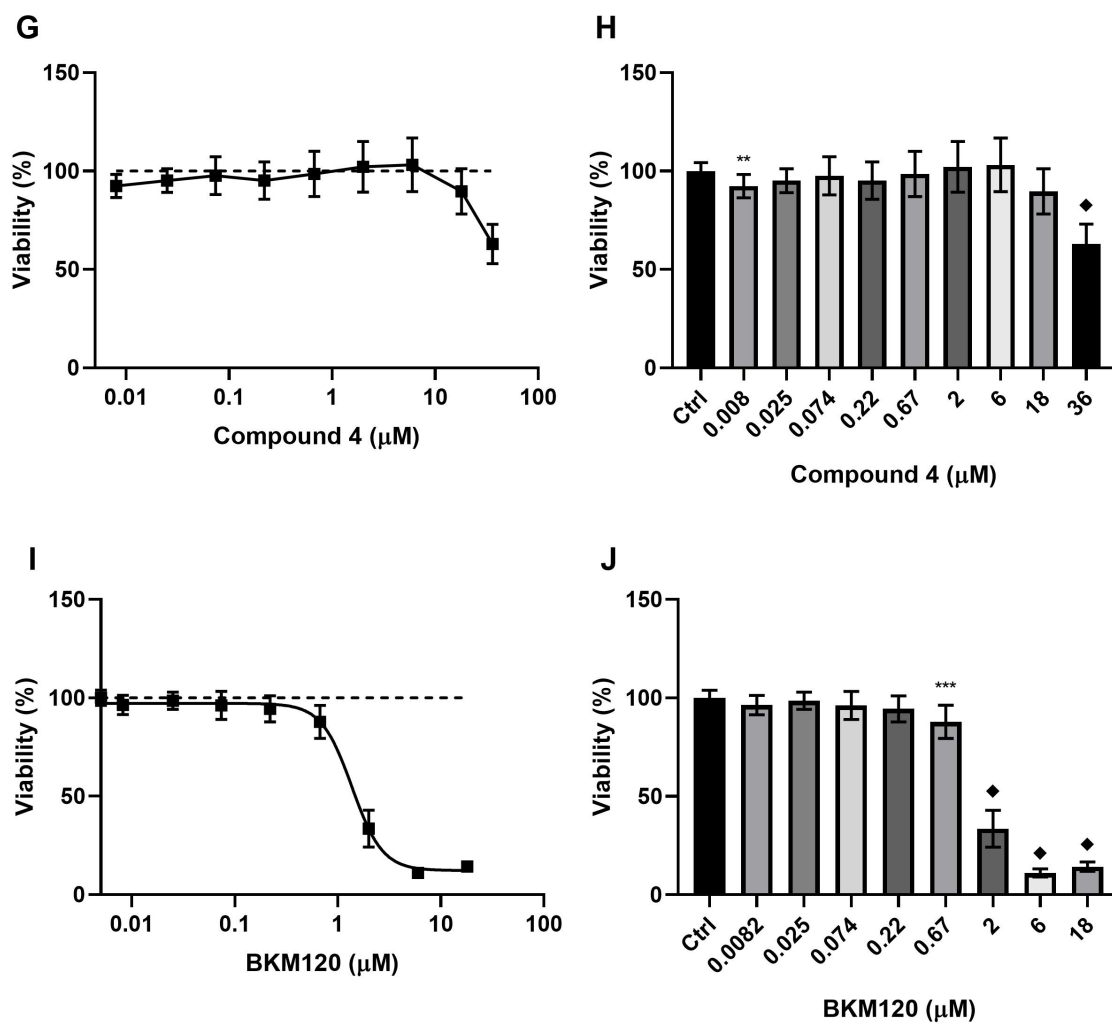 G
150
100
50
0
Viability (%)
0.01 0.1 1 10 100
Compound 4 (μM)
H
150
100
50
0
Viability (%)
**
◆
Ctrl 0.008 0.025 0.074 0.22 0.67 2 6 18 36
Compound 4 (μM)
I
150
100
50
0
Viability (%)
0.01 0.1 1 10 100
BKM120 (μM)
J
150
100
50
0
Viability (%)
***
◆ ◆ ◆
Ctrl 0.0082 0.025 0.074 0.22 0.67 2 6 18
BKM120 (μM)